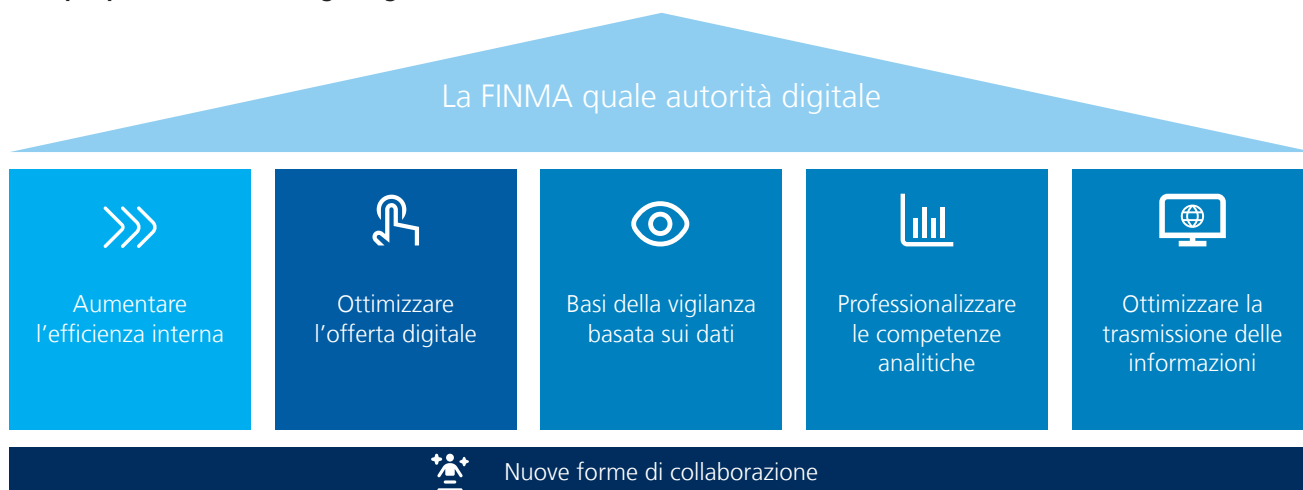 La FINMA quale autorità digitale
Aumentare
l'efficienza interna
Ottimizzare
l'offerta digitale
Basi della vigilanza
basata sui dati
Professionalizzare
le competenze
analitiche
Ottimizzare la
trasmissione delle
informazioni
Nuove forme di collaborazione